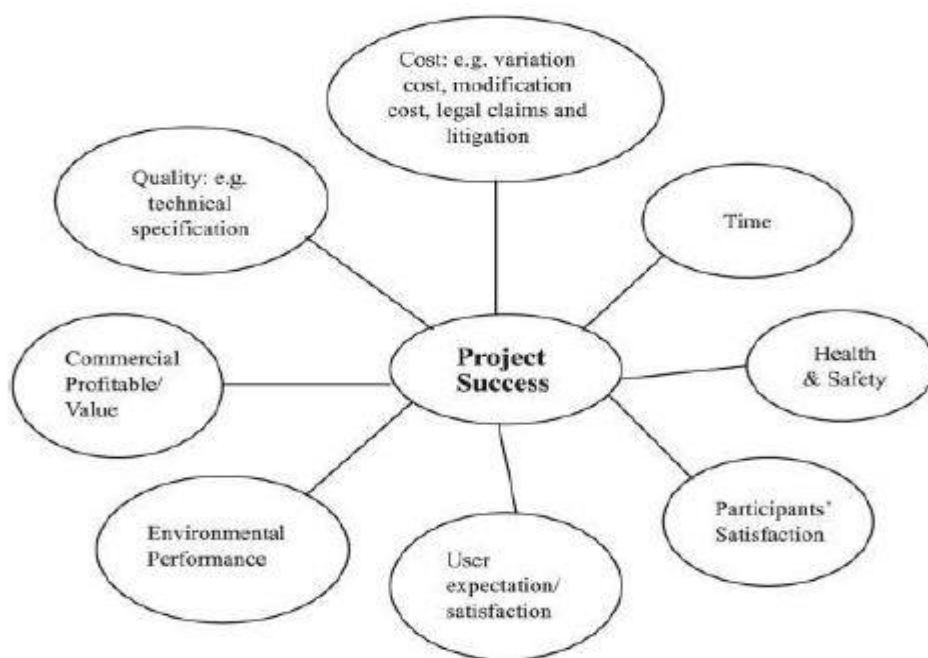 Cost: e.g. variation
cost, modification
cost, legal claims and
litigation
Quality: e.g.
technical
specification
Time
Project
Success
Commercial
Profitable/
Value
Health
& Safety
Environmental
Performance
User
expectation/
satisfaction
Participants'
Satisfaction